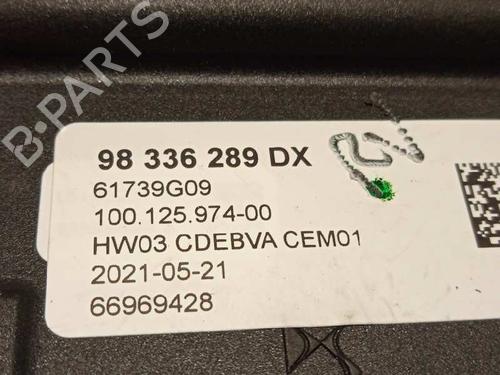 B-PARTS
98 336 289 DX
61739G09
100.125.974-00
HW03 CDEBVA CEM01
2021-05-21
66969428